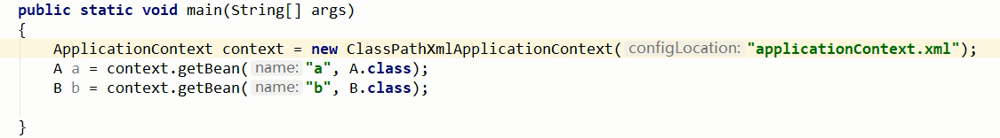 public static void main(String[] args)
{
    ApplicationContext context = new ClassPathXmlApplicationContext( configLocation: "applicationContext.xml");
    A a = context.getBean( name: "a", A.class);
    B b = context.getBean( name: "b", B.class);
}